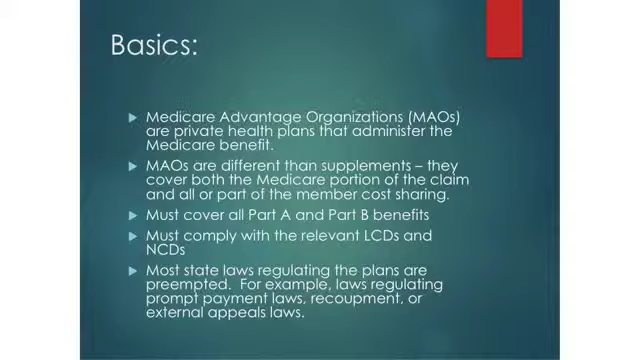 Basics:
Medicare Advantage Organizations (MAOs)
are private health plans that administer the
Medicare benefit.
MAOs are different than supplements – they
cover both the Medicare portion of the claim
and all or part of the member cost sharing.
Must cover all Part A and Part B benefits
Must comply with the relevant LCDs and
NCDs
Most state laws regulating the plans are
preempted.  For example, laws regulating
prompt payment laws, recoupment, or
external appeals laws.